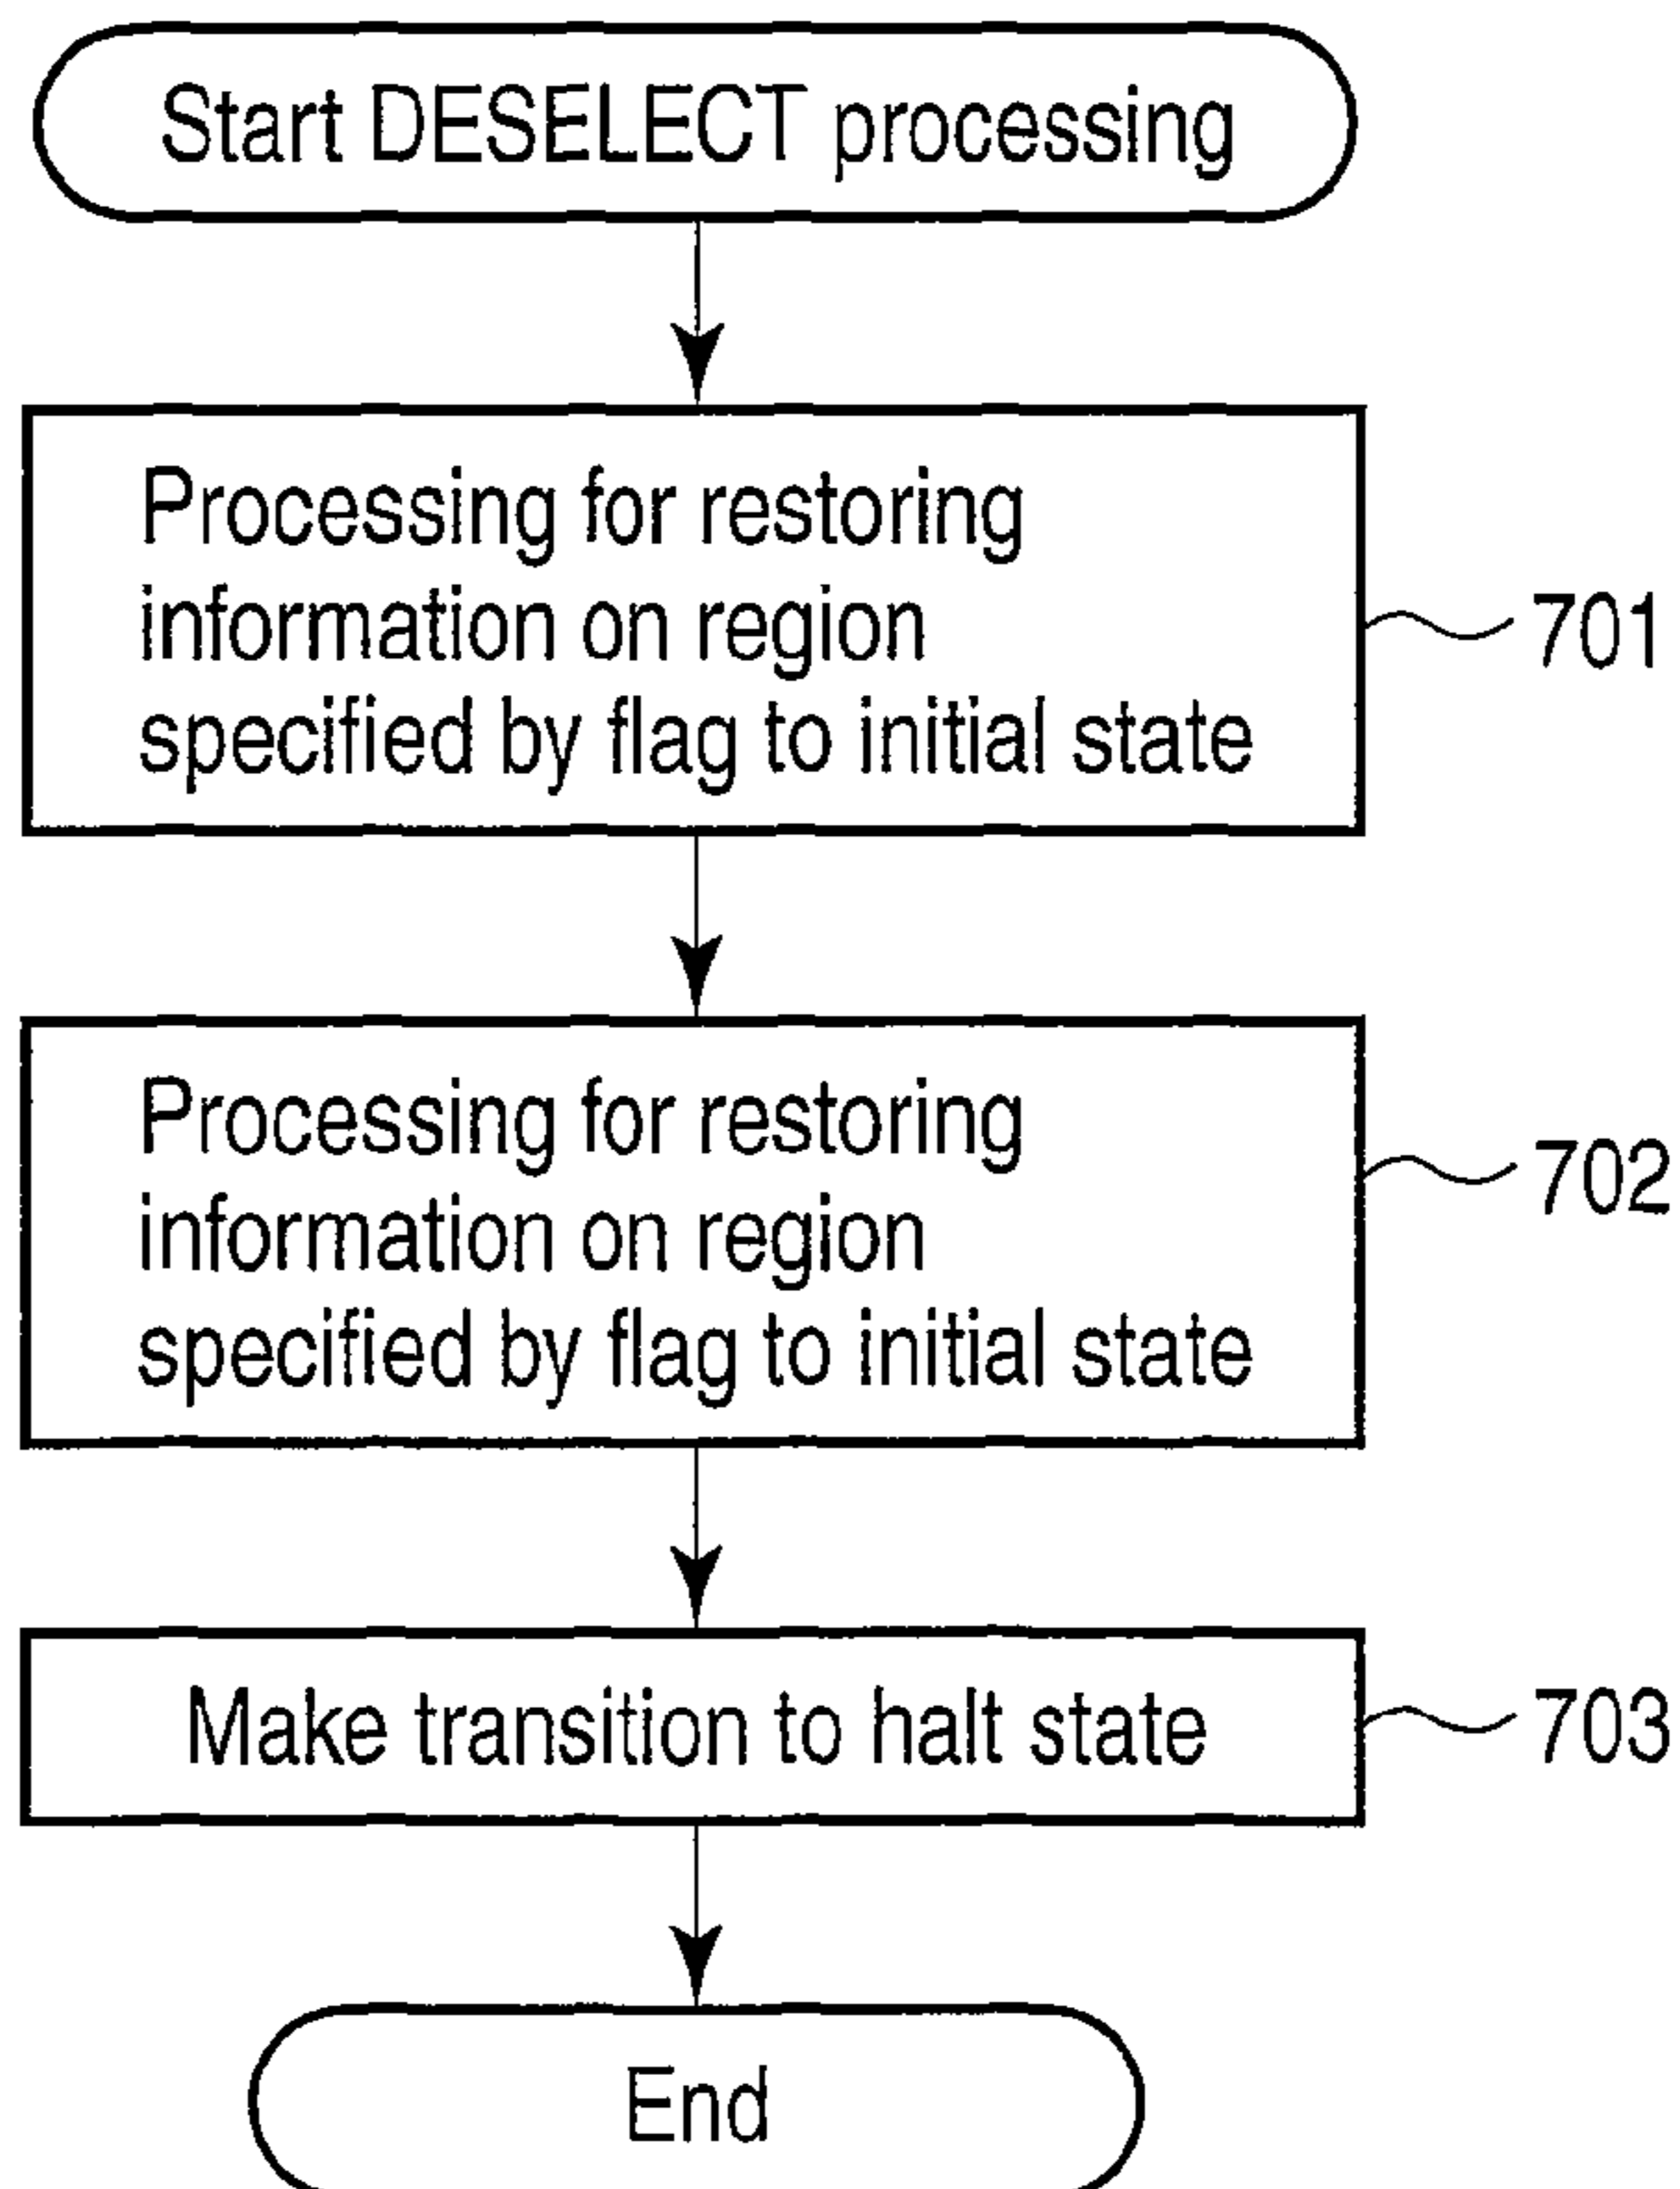 Start DESELECT processing
Processing for restoring
information on region
specified by flag to initial state
701
Processing for restoring
information on region
specified by flag to initial state
702
Make transition to halt state
703
End